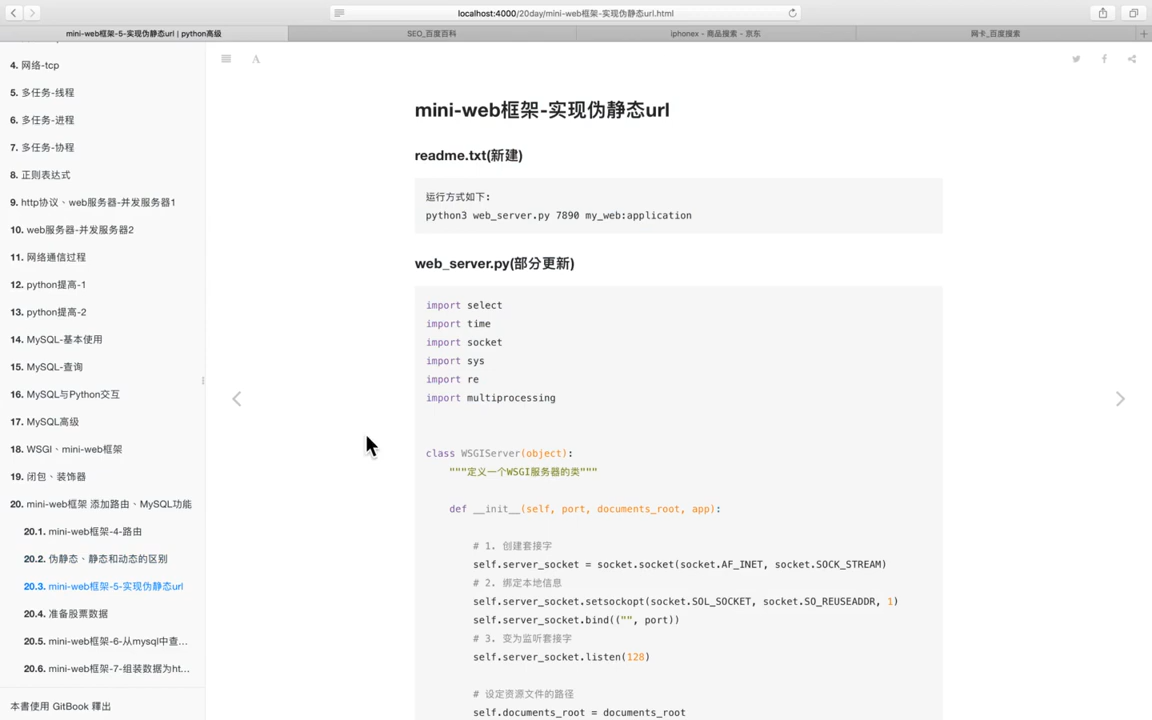 localhost:4000/20day/mini-web框架-实现伪静态url.html
mini-web框架-5-实现伪静态url | python高级
SEO_百度百科
iphonex - 商品搜索 - 京东
网卡_百度搜索
4. 网络-tcp
5. 多任务-线程
6. 多任务-进程
7. 多任务-协程
8. 正则表达式
9. http协议、web服务器-并发服务器1
10. web服务器-并发服务器2
11. 网络通信过程
12. python提高-1
13. python提高-2
14. MySQL-基本使用
15. MySQL-查询
16. MySQL与Python交互
17. MySQL高级
18. WSGI、mini-web框架
19. 闭包、装饰器
20. mini-web框架 添加路由、MySQL功能
20.1. mini-web框架-4-路由
20.2. 伪静态、静态和动态的区别
20.3. mini-web框架-5-实现伪静态url
20.4. 准备股票数据
20.5. mini-web框架-6-从mysql中查...
20.6. mini-web框架-7-组装数据为ht...
本書使用 GitBook 釋出
A
mini-web框架-实现伪静态url
readme.txt(新建)
运行方式如下:
python3 web_server.py 7890 my_web:application
web_server.py(部分更新)
import select
import time
import socket
import sys
import re
import multiprocessing
class WSGIServer(object):
"""定义一个WSGI服务器的类"""
def __init__(self, port, documents_root, app):
# 1. 创建套接字
self.server_socket = socket.socket(socket.AF_INET, socket.SOCK_STREAM)
# 2. 绑定本地信息
self.server_socket.setsockopt(socket.SOL_SOCKET, socket.SO_REUSEADDR, 1)
self.server_socket.bind(("", port))
# 3. 变为监听套接字
self.server_socket.listen(128)
# 设定资源文件的路径
self.documents_root = documents_root